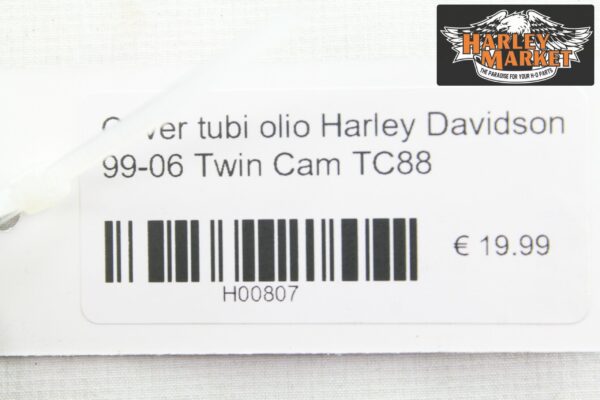 HARLEY
MARKET
THE PARADISE FOR YOUR H-D PARTS
tubi olio Harley Davidson
99-06 Twin Cam TC88
€ 19.99
H00807